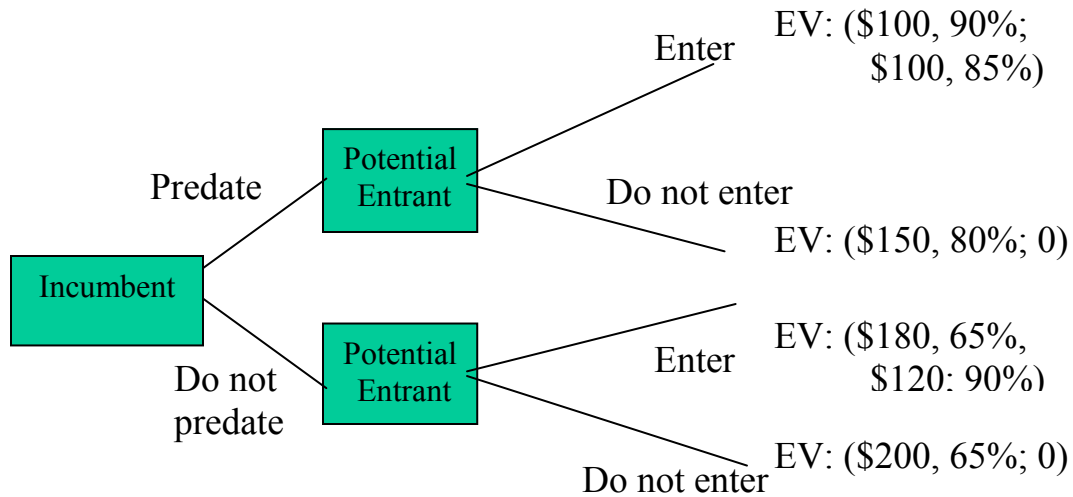 EV: ($100, 90%;
$100, 85%)
Enter
Potential
Entrant
Predate
Do not enter
EV: ($150, 80%; 0)
Incumbent
EV: ($180, 65%,
$120; 90%)
Potential
Entrant
Enter
Do not
predate
EV: ($200, 65%; 0)
Do not enter